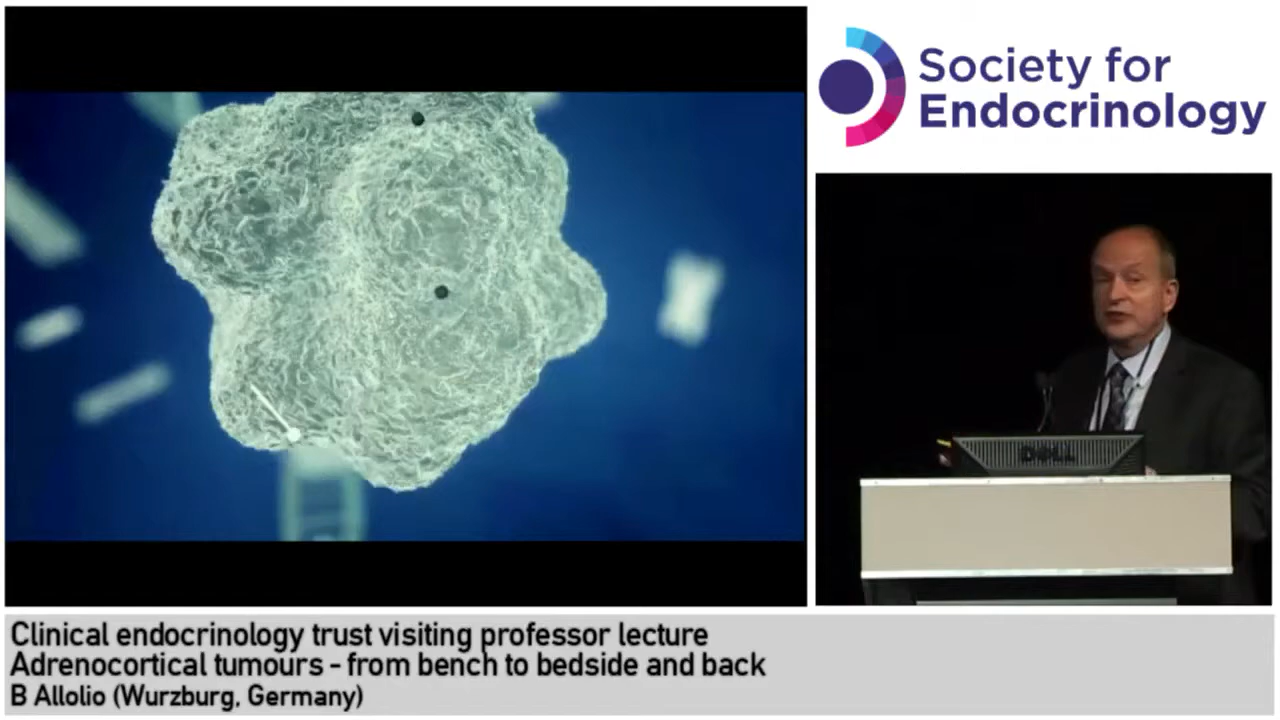 Society for
Endocrinology
DELL
Clinical endocrinology trust visiting professor lecture
Adrenocortical tumours - from bench to bedside and back
B Allolio (Wurzburg, Germany)